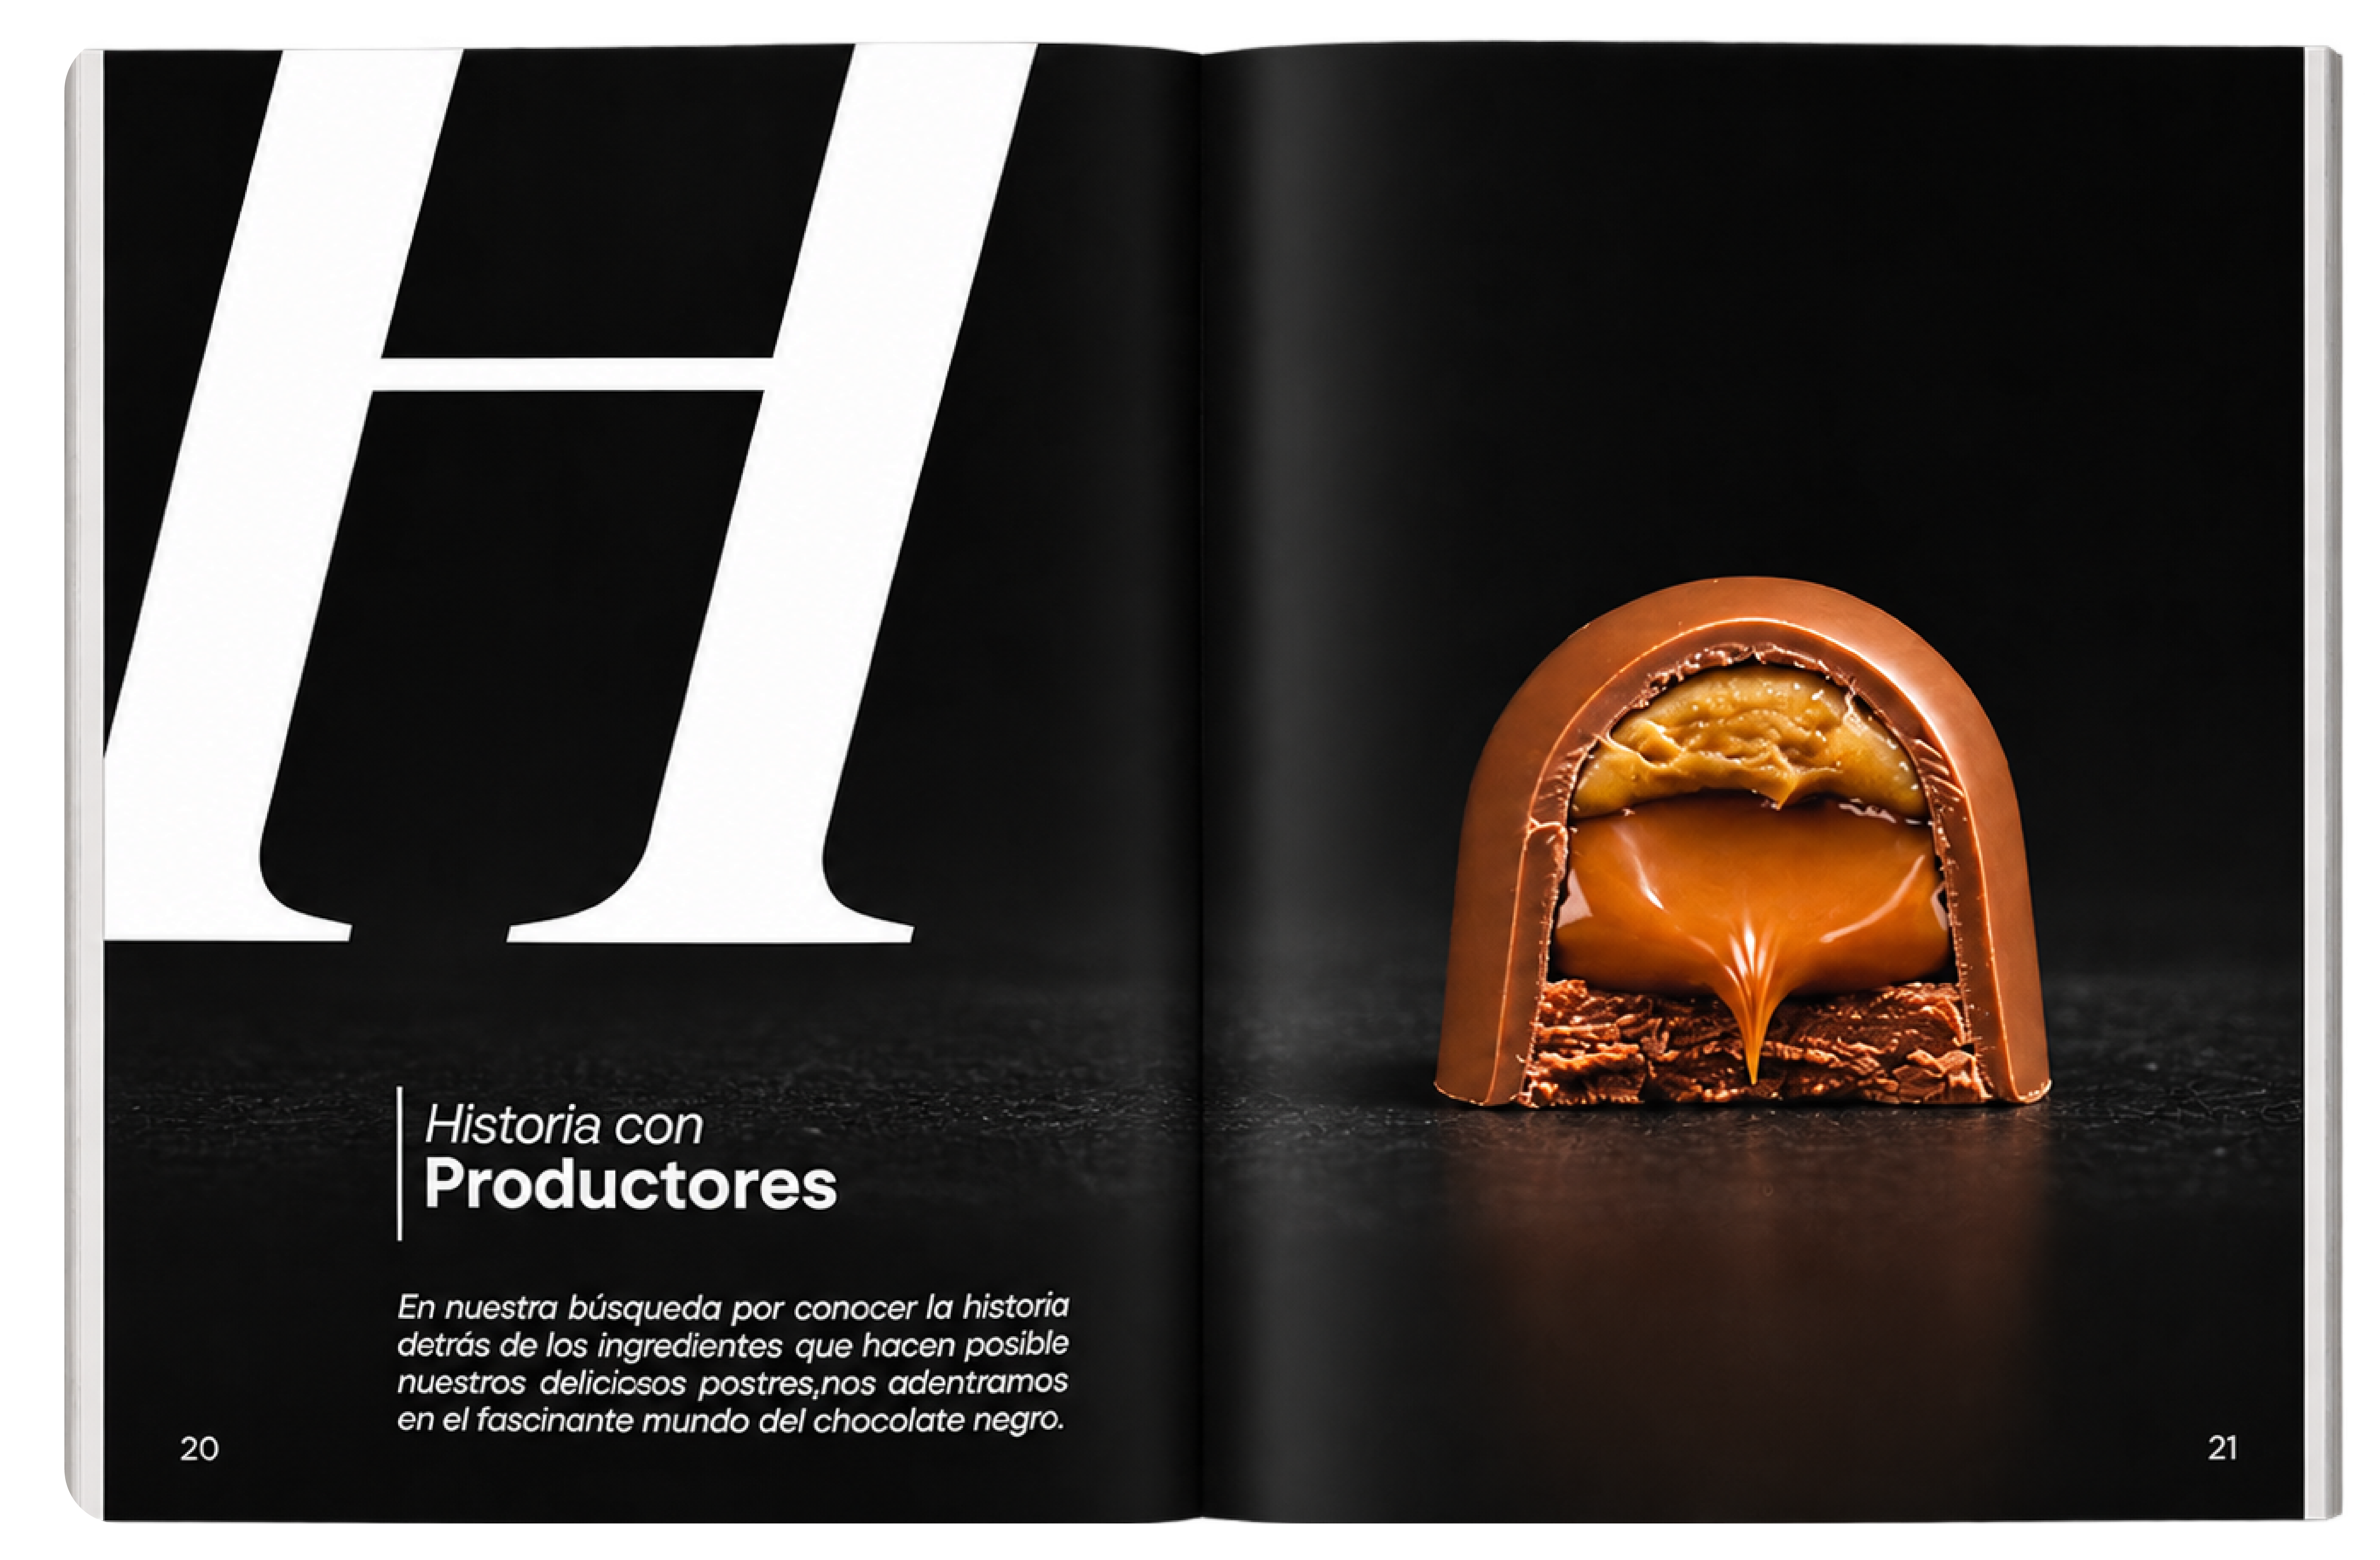 H
Historia con
Productores
En nuestra búsqueda por conocer la historia
detrás de los ingredientes que hacen posible
nuestros deliciosos postres,nos adentramos
en el fascinante mundo del chocolate negro.
20
21